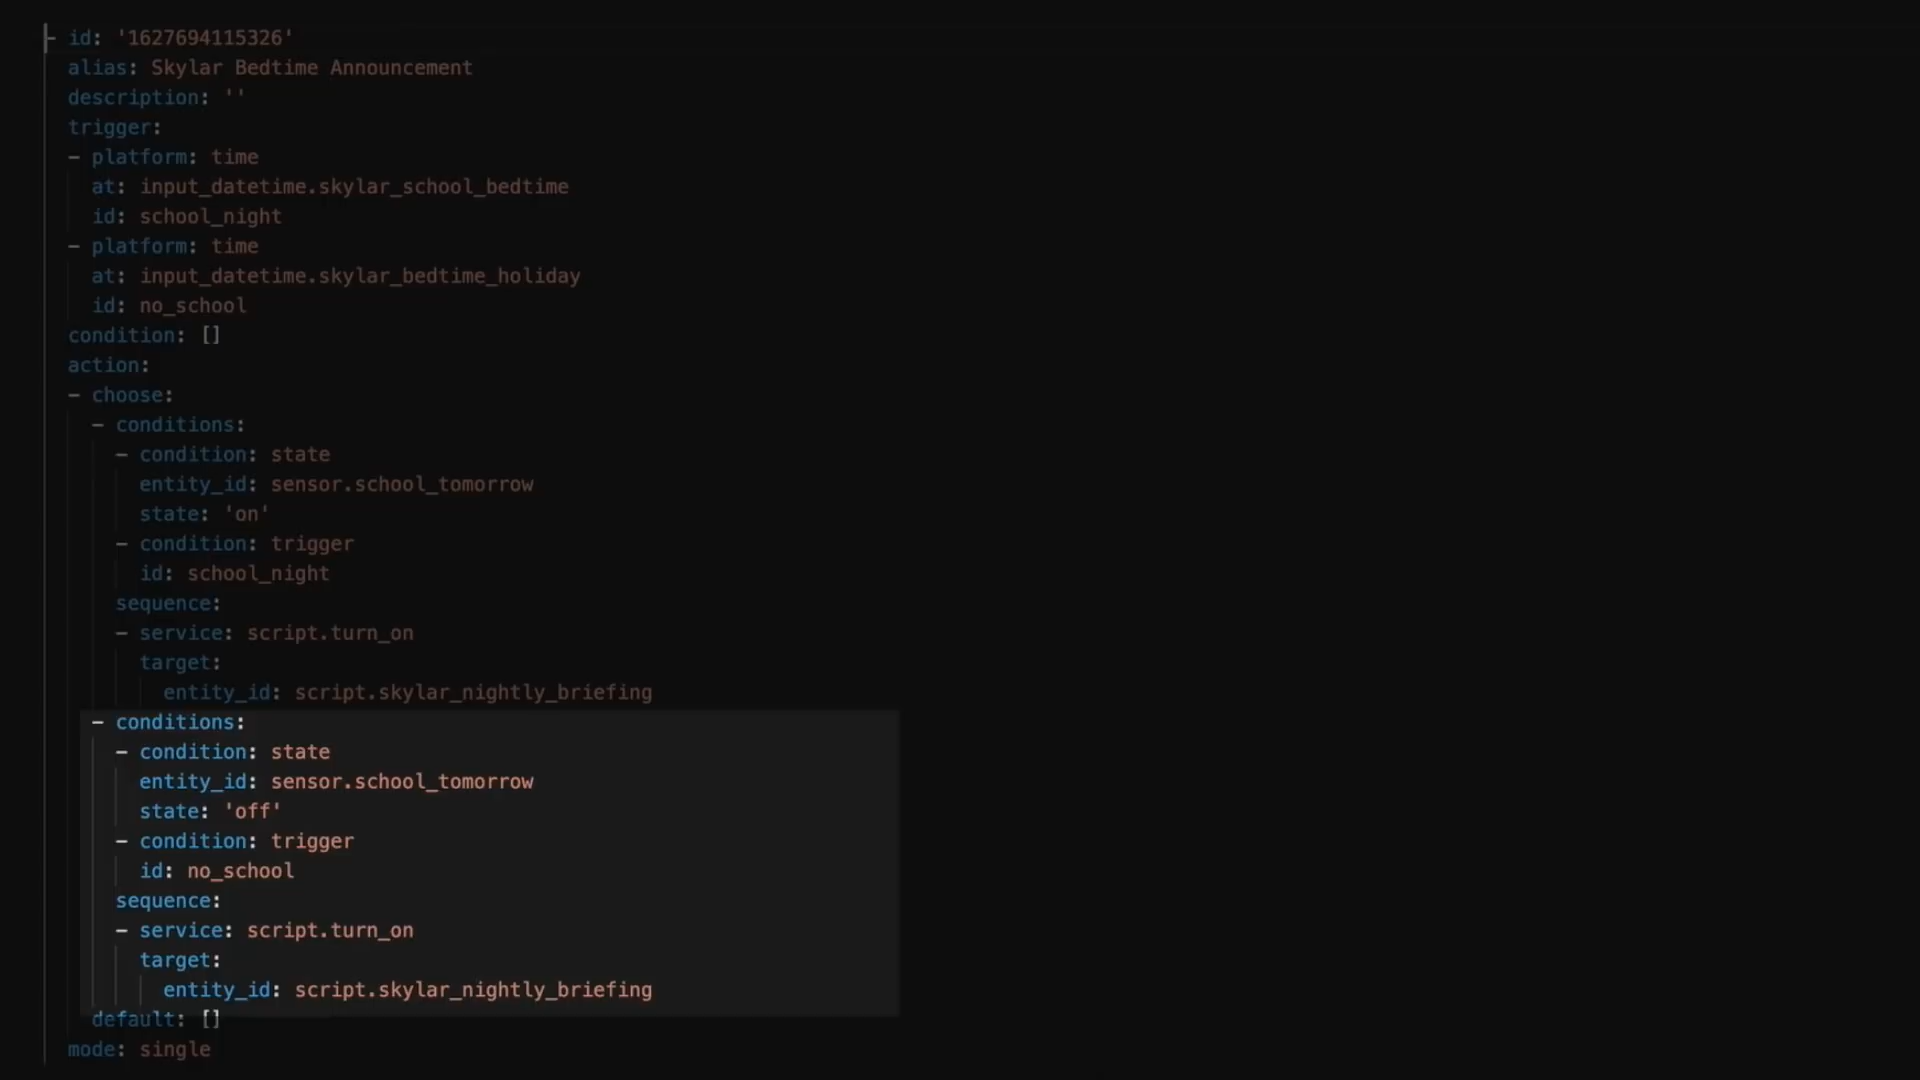 - id: '1627694115326'
alias: Skylar Bedtime Announcement
description: ''
trigger:
- platform: time
at: input_datetime.skylar_school_bedtime
id: school_night
- platform: time
at: input_datetime.skylar_bedtime_holiday
id: no_school
condition: []
action:
- choose:
- conditions:
- condition: state
entity_id: sensor.school_tomorrow
state: 'on'
- condition: trigger
id: school_night
sequence:
- service: script.turn_on
target:
entity_id: script.skylar_nightly_briefing
- conditions:
- condition: state
entity_id: sensor.school_tomorrow
state: 'off'
- condition: trigger
id: no_school
sequence:
- service: script.turn_on
target:
entity_id: script.skylar_nightly_briefing
default: []
mode: single